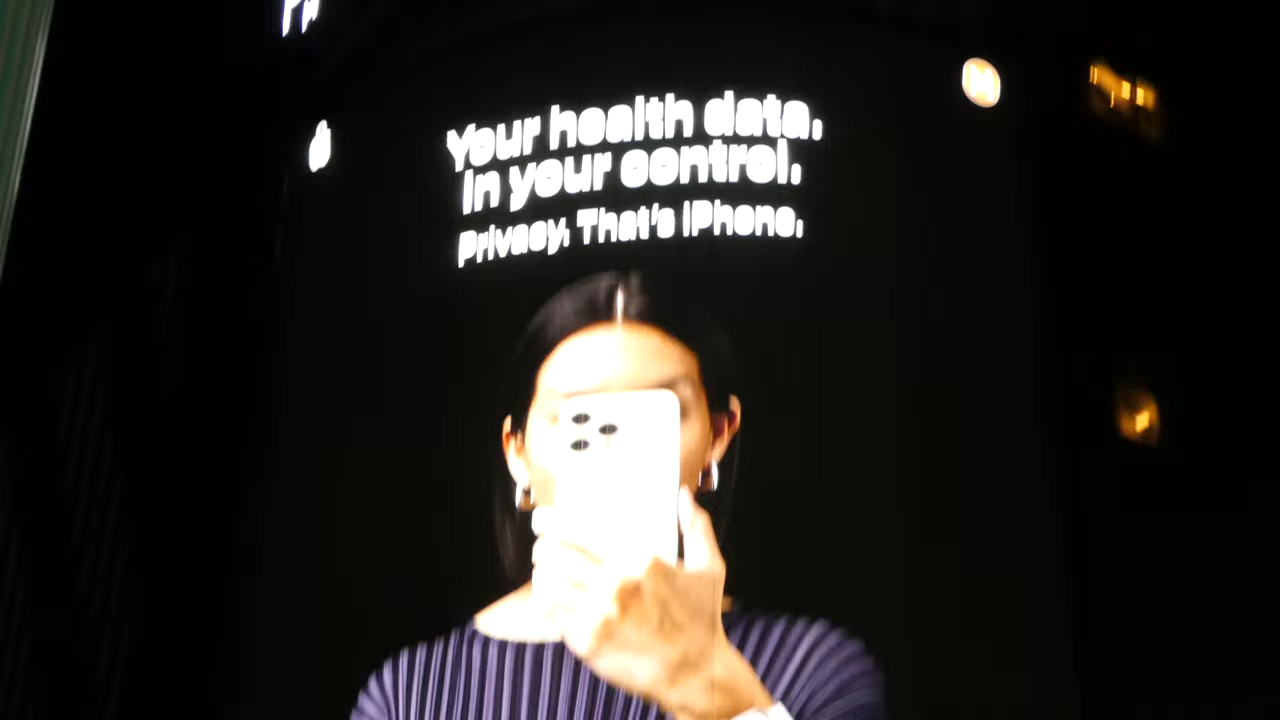 Your health data.
In your control.
Privacy. That's iPhone.